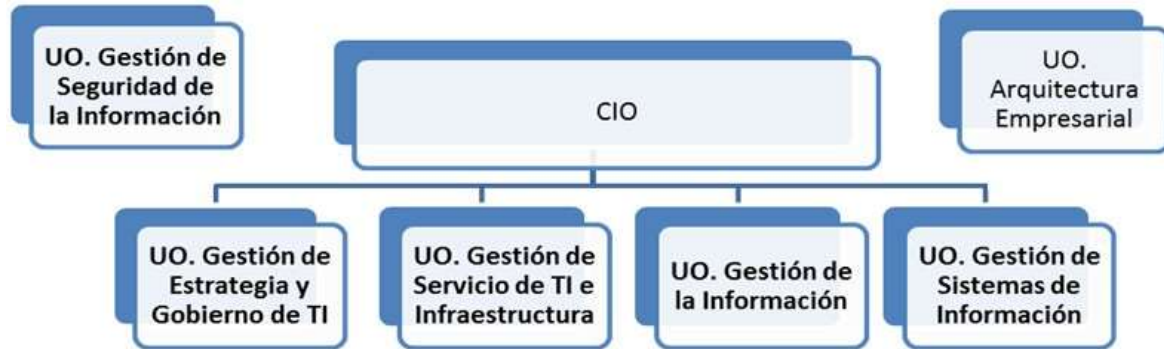 UO. Gestión de
Seguridad de
la Información
CIO
UO.
Arquitectura
Empresarial
UO. Gestión de
Estrategia y
Gobierno de TI
UO. Gestión de
Servicio de TI e
Infraestructura
UO. Gestión de
la Información
UO. Gestión de
Sistemas de
Información